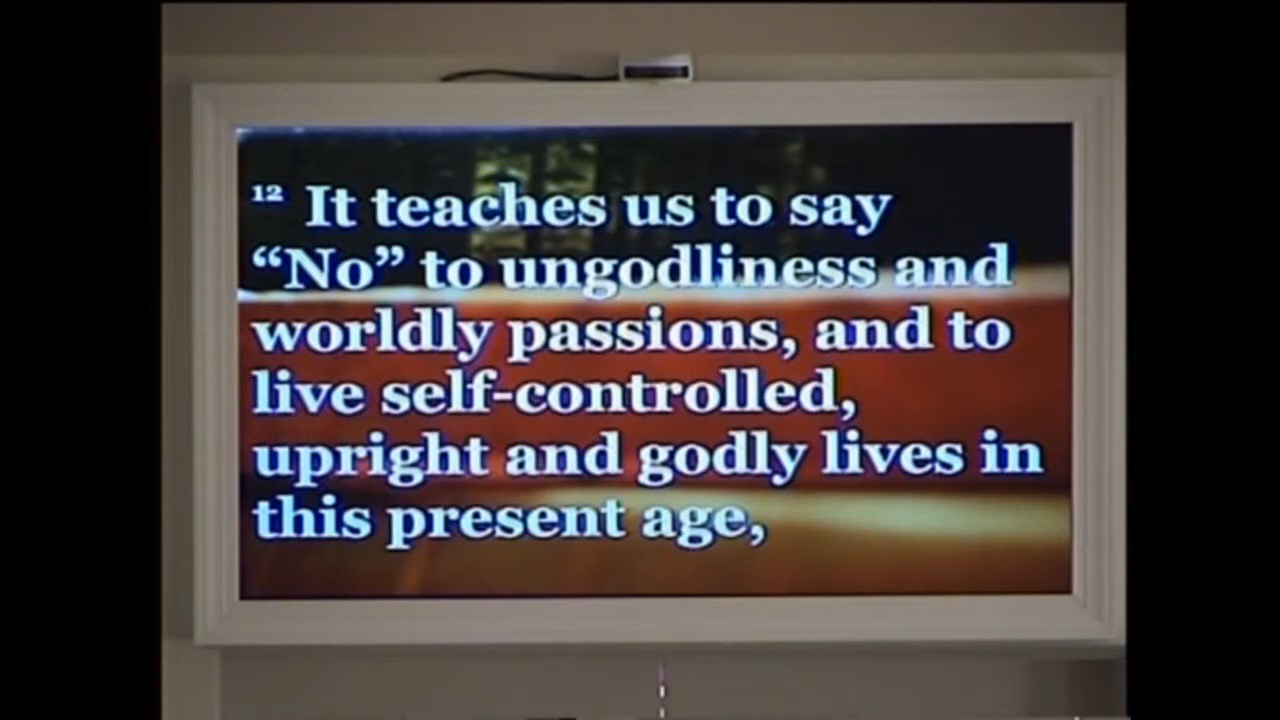 ¹² It teaches us to say
“No” to ungodliness and
worldly passions, and to
live self-controlled,
upright and godly lives in
this present age,